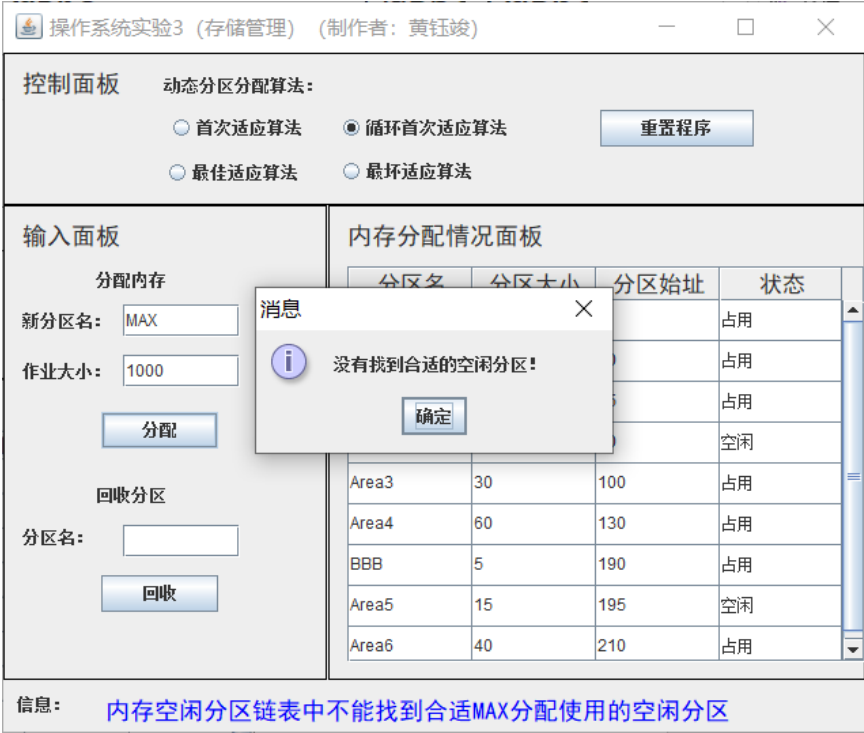 操作系统实验3 (存储管理) (制作者: 黄钰竣)
控制面板 动态分区分配算法:
首次适应算法 循环首次适应算法 重置程序
最佳适应算法 最坏适应算法
输入面板
分配内存
新分区名: MAX
作业大小: 1000
分配
回收分区
分区名:
回收
内存分配情况面板
分区名 分区大小 分区始址 状态
占用
占用
占用
空闲
Area3 30 100 占用
Area4 60 130 占用
BBB 5 190 占用
Area5 15 195 空闲
Area6 40 210 占用
消息
没有找到合适的空闲分区!
确定
信息: 内存空闲分区链表中不能找到合适MAX分配使用的空闲分区